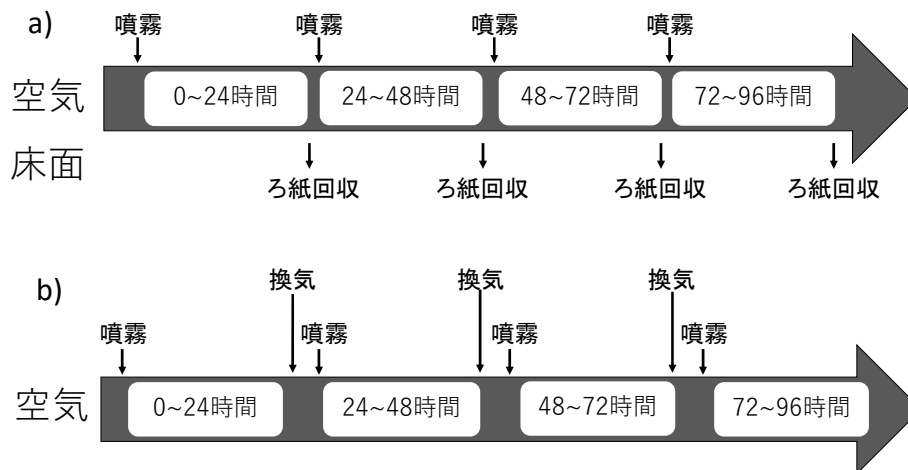 a)
噴霧 噴霧 噴霧 噴霧
空気 0~24時間 24~48時間 48~72時間 72~96時間
床面
ろ紙回収 ろ紙回収 ろ紙回収 ろ紙回収
b)
換気 換気 換気
噴霧 噴霧 噴霧 噴霧
空気 0~24時間 24~48時間 48~72時間 72~96時間